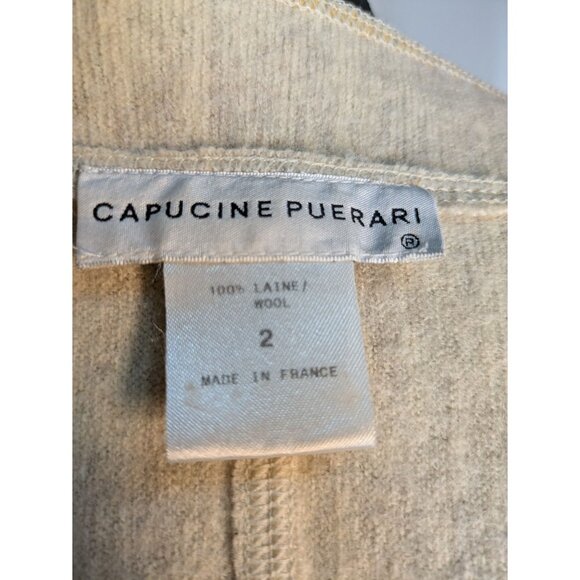 CAPUCINE PUERARI
®
100% LAINE/
WOOL
2
MADE IN FRANCE